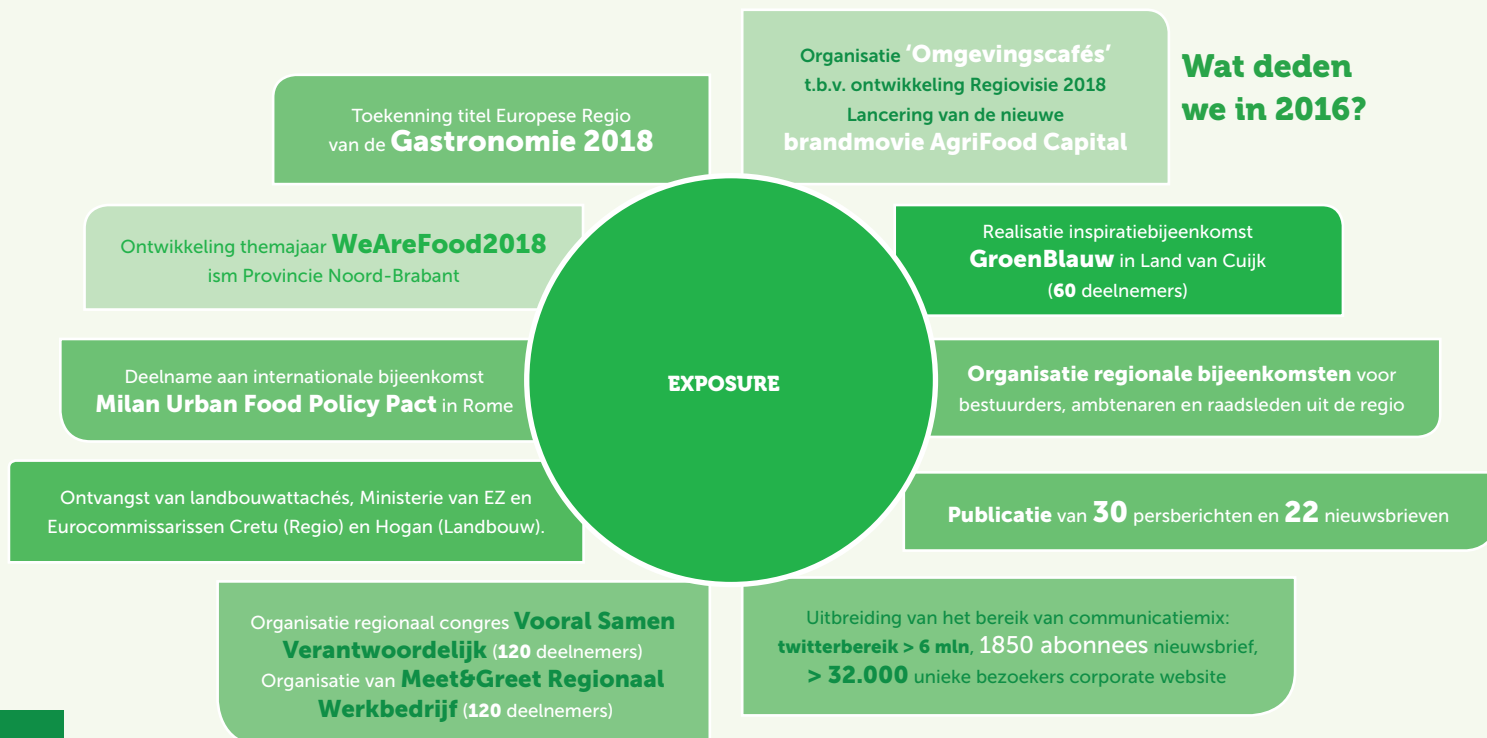 Wat deden
we in 2016?
Organisatie 'Omgevingscafés'
t.b.v. ontwikkeling Regiovisie 2018
Lancering van de nieuwe
brandmovie AgriFood Capital
Toekenning titel Europese Regio
van de Gastronomie 2018
Ontwikkeling themajaar WeAreFood2018
ism Provincie Noord-Brabant
Realisatie inspiratiebijeenkomst
GroenBlauw in Land van Cuijk
(60 deelnemers)
Deelname aan internationale bijeenkomst
Milan Urban Food Policy Pact in Rome
EXPOSURE
Organisatie regionale bijeenkomsten voor
bestuurders, ambtenaren en raadsleden uit de regio
Ontvangst van landbouwattachés, Ministerie van EZ en
Eurocommissarissen Cretu (Regio) en Hogan (Landbouw).
Publicatie van 30 persberichten en 22 nieuwsbrieven
Organisatie regionaal congres Vooral Samen
Verantwoordelijk (120 deelnemers)
Organisatie van Meet&Greet Regionaal
Werkbedrijf (120 deelnemers)
Uitbreiding van het bereik van communicatiemix:
twitterbereik > 6 mln, 1850 abonnees nieuwsbrief,
> 32.000 unieke bezoekers corporate website